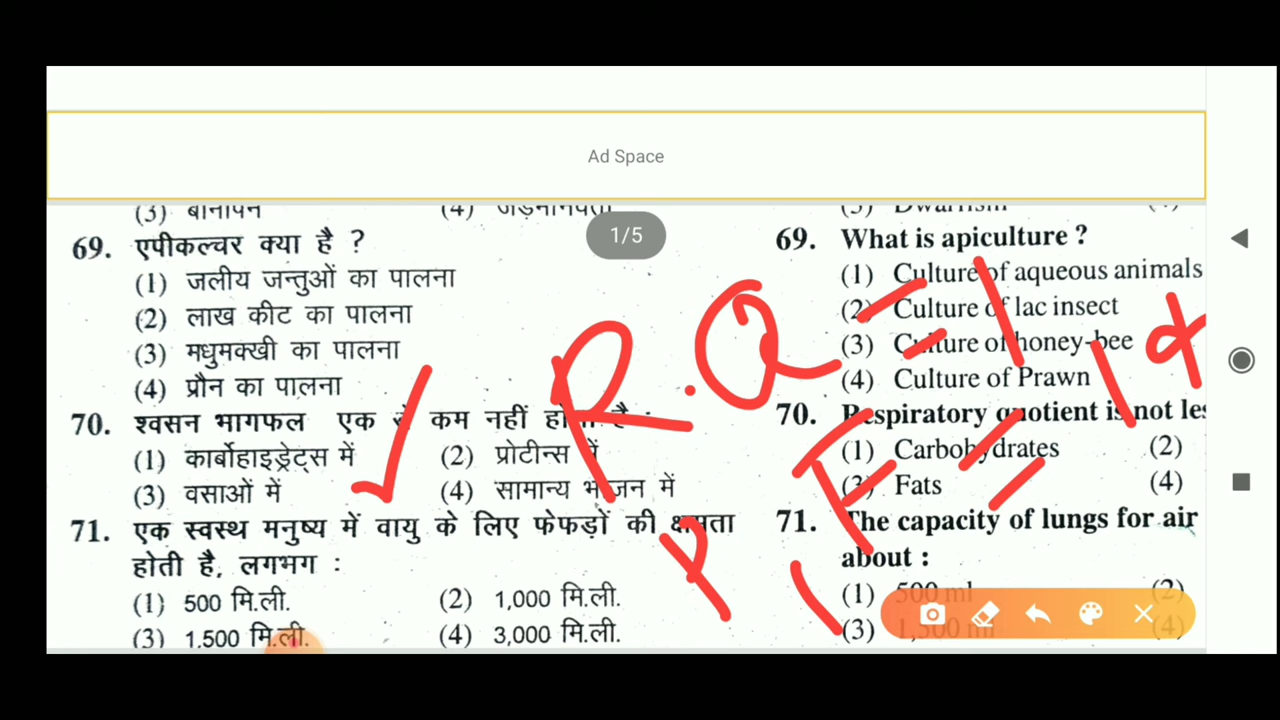 Ad Space
1/5
69. एपीकल्चर क्या है ?
(1) जलीय जन्तुओं का पालना
(2) लाख कीट का पालना
(3) मधुमक्खी का पालना
(4) प्रौन का पालना
70. श्वसन भागफल एक से कम नहीं
(1) कार्बोहाइड्रेट्स में (2) प्रोटीन्स में
(3) वसाओं में (4) सामान्य भोजन में
71. एक स्वस्थ मनुष्य में वायु के लिए फेफड़ों की क्षमता
होती है, लगभग :
(1) 500 मि.ली. (2) 1,000 मि.ली.
(3) 1,500 मि.ली. (4) 3,000 मि.ली.
69. What is apiculture ?
(1) Culture of aqueous animals
(2) Culture of lac insect
(3) Culture of honey-bee
(4) Culture of Prawn
70. Respiratory quotient is not les
(1) Carbohydrates (2)
(3) Fats (4)
71. The capacity of lungs for air
about :
(1) 500 ml (2)
(3) 1,500 (4)
R.Q = 1